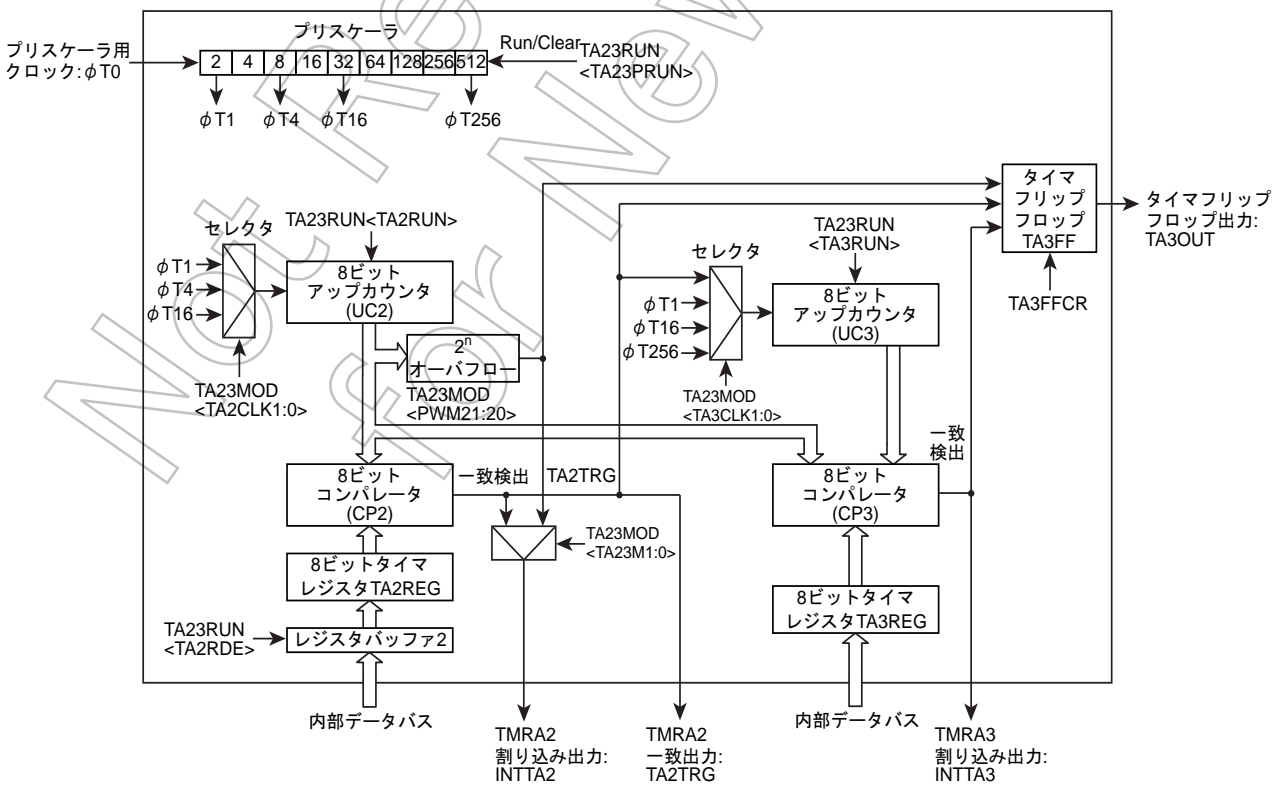 プリスケーラ
プリスケーラ用
クロック:φT0
2 4 8 16 32 64 128 256 512
Run/Clear
TA23RUN
<TA23PRUN>
φT1
φT4
φT16
φT256
セレクタ
TA23RUN<TA2RUN>
φT1
φT4
φT16
8ビット
アップカウンタ
(UC2)
TA23MOD
<TA2CLK1:0>
2n
オーバフロー
TA23MOD
<PWM21:20>
セレクタ
TA23RUN
<TA3RUN>
φT1
φT16
φT256
8ビット
アップカウンタ
(UC3)
TA23MOD
<TA3CLK1:0>
タイマ
フリップ
フロップ
TA3FF
タイマフリップ
フロップ出力:
TA3OUT
TA3FFCR
8ビット
コンパレータ
(CP2)
一致検出
TA2TRG
8ビット
コンパレータ
(CP3)
一致
検出
TA23MOD
<TA23M1:0>
8ビットタイマ
レジスタTA2REG
8ビットタイマ
レジスタTA3REG
TA23RUN
<TA2RDE>
レジスタバッファ2
内部データバス
TMRA2
割り込み出力:
INTTA2
TMRA2
一致出力:
TA2TRG
内部データバス
TMRA3
割り込み出力:
INTTA3
Not Re
for New